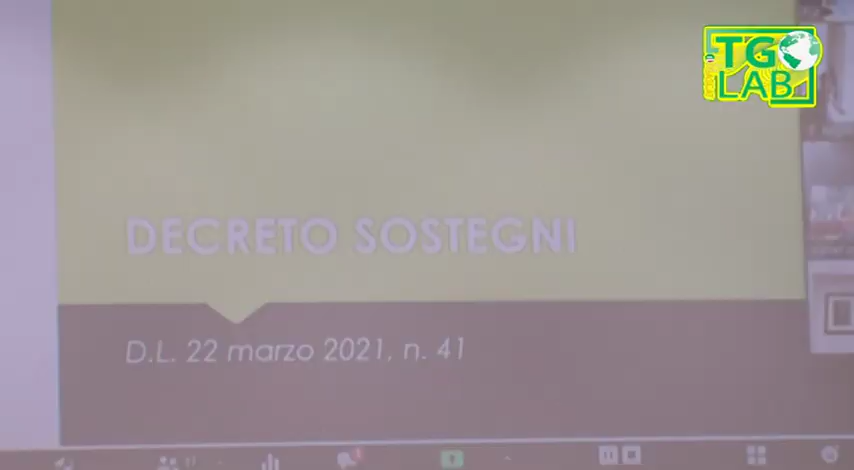 TG LAB
DECRETO SOSTEGNI
D.L. 22 marzo 2021, n. 41